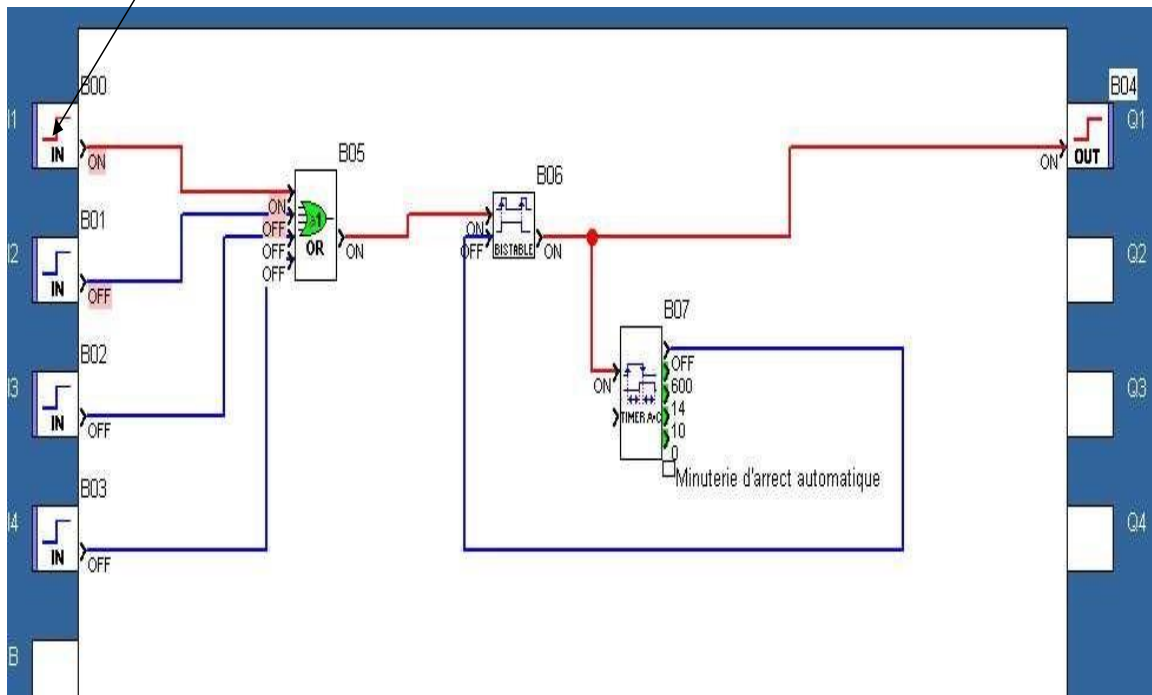 B00
B04
I1
Q1
IN
ON
B05
ON
OUT
B06
B01
ON
OFF
OFF
OFF
≥1
OR
ON
ON
OFF
BISTABLE
ON
I2
Q2
IN
OFF
B07
B02
OFF
I3
ON
600
Q3
IN
TIMER A•C
14
OFF
10
0
Minuterie d'arrect automatique
B03
I4
Q4
IN
OFF
B